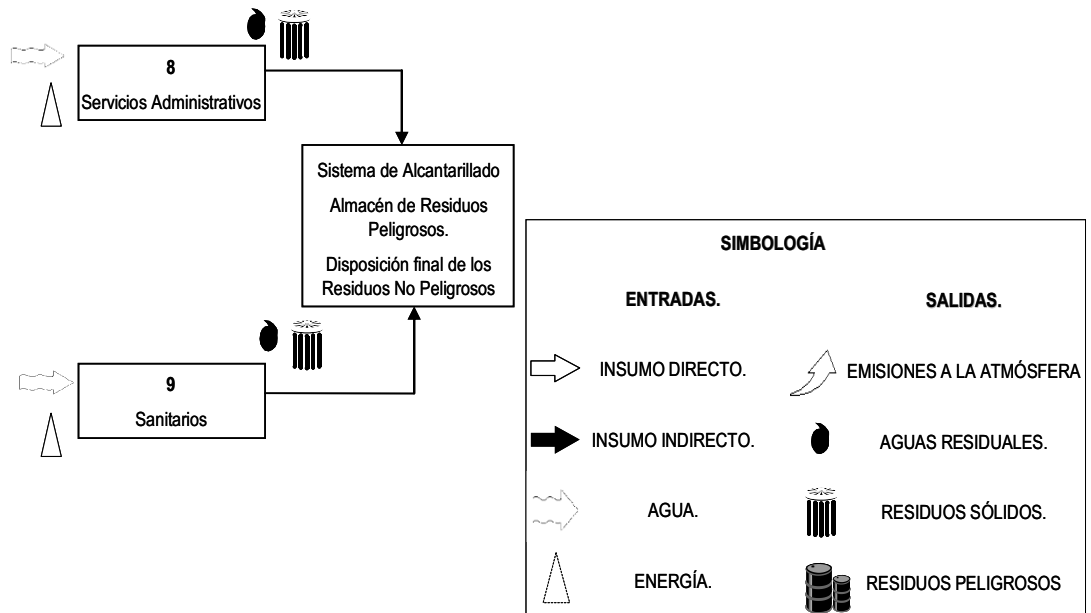 8
Servicios Administrativos
Sistema de Alcantarillado
Almacén de Residuos
Peligrosos.
Disposición final de los
Residuos No Peligrosos
9
Sanitarios
SIMBOLOGÍA
ENTRADAS.
SALIDAS.
INSUMO DIRECTO.
EMISIONES A LA ATMÓSFERA
INSUMO INDIRECTO.
AGUAS RESIDUALES.
AGUA.
RESIDUOS SÓLIDOS.
ENERGÍA.
RESIDUOS PELIGROSOS